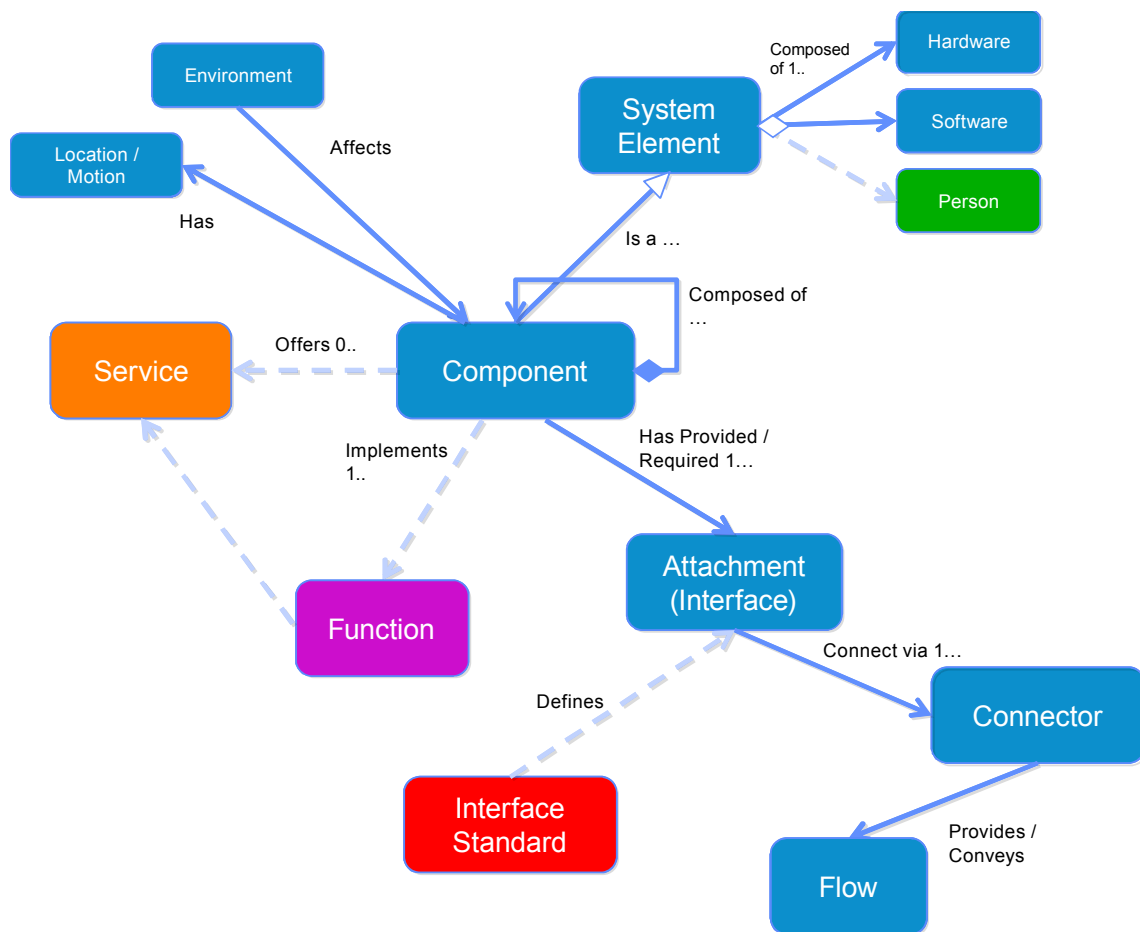 Hardware
Composed
of 1..
Environment
System
Element
Software
Affects
Location /
Motion
Person
Has
Is a …
Composed of
…
Offers 0..
Service
Component
Implements
1..
Has Provided /
Required 1…
Attachment
(Interface)
Function
Connect via 1…
Defines
Connector
Interface
Standard
Provides /
Conveys
Flow